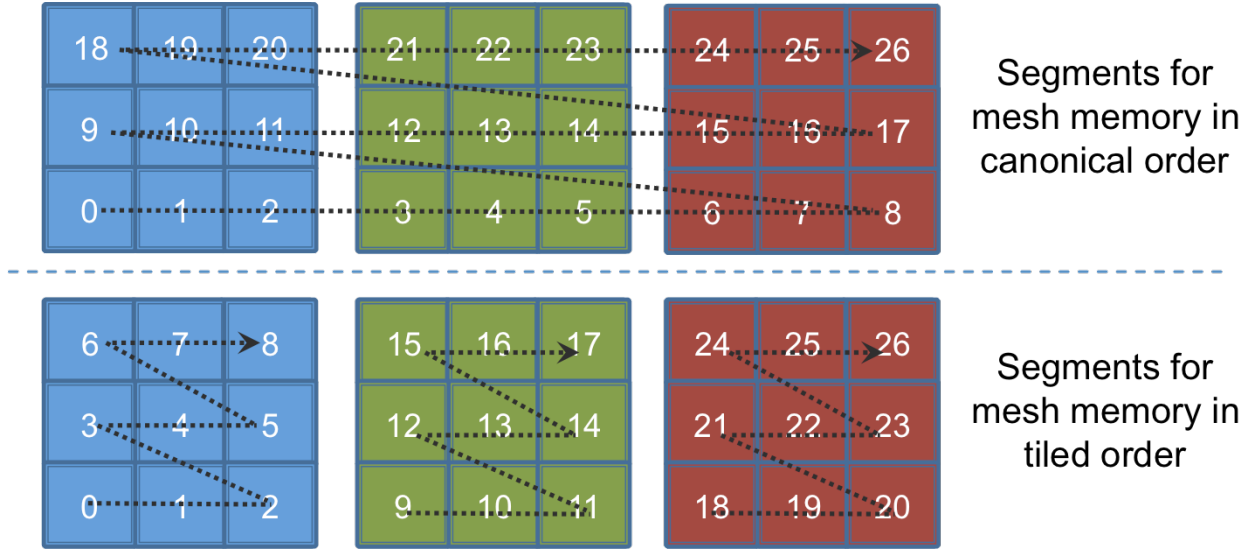 18 19 20 21 22 23 24 25 26
9 10 11 12 13 14 15 16 17
0 1 2 3 4 5 6 7 8
Segments for
mesh memory in
canonical order
6 7 8 15 16 17 24 25 26
3 4 5 12 13 14 21 22 23
0 1 2 9 10 11 18 19 20
Segments for
mesh memory in
tiled order